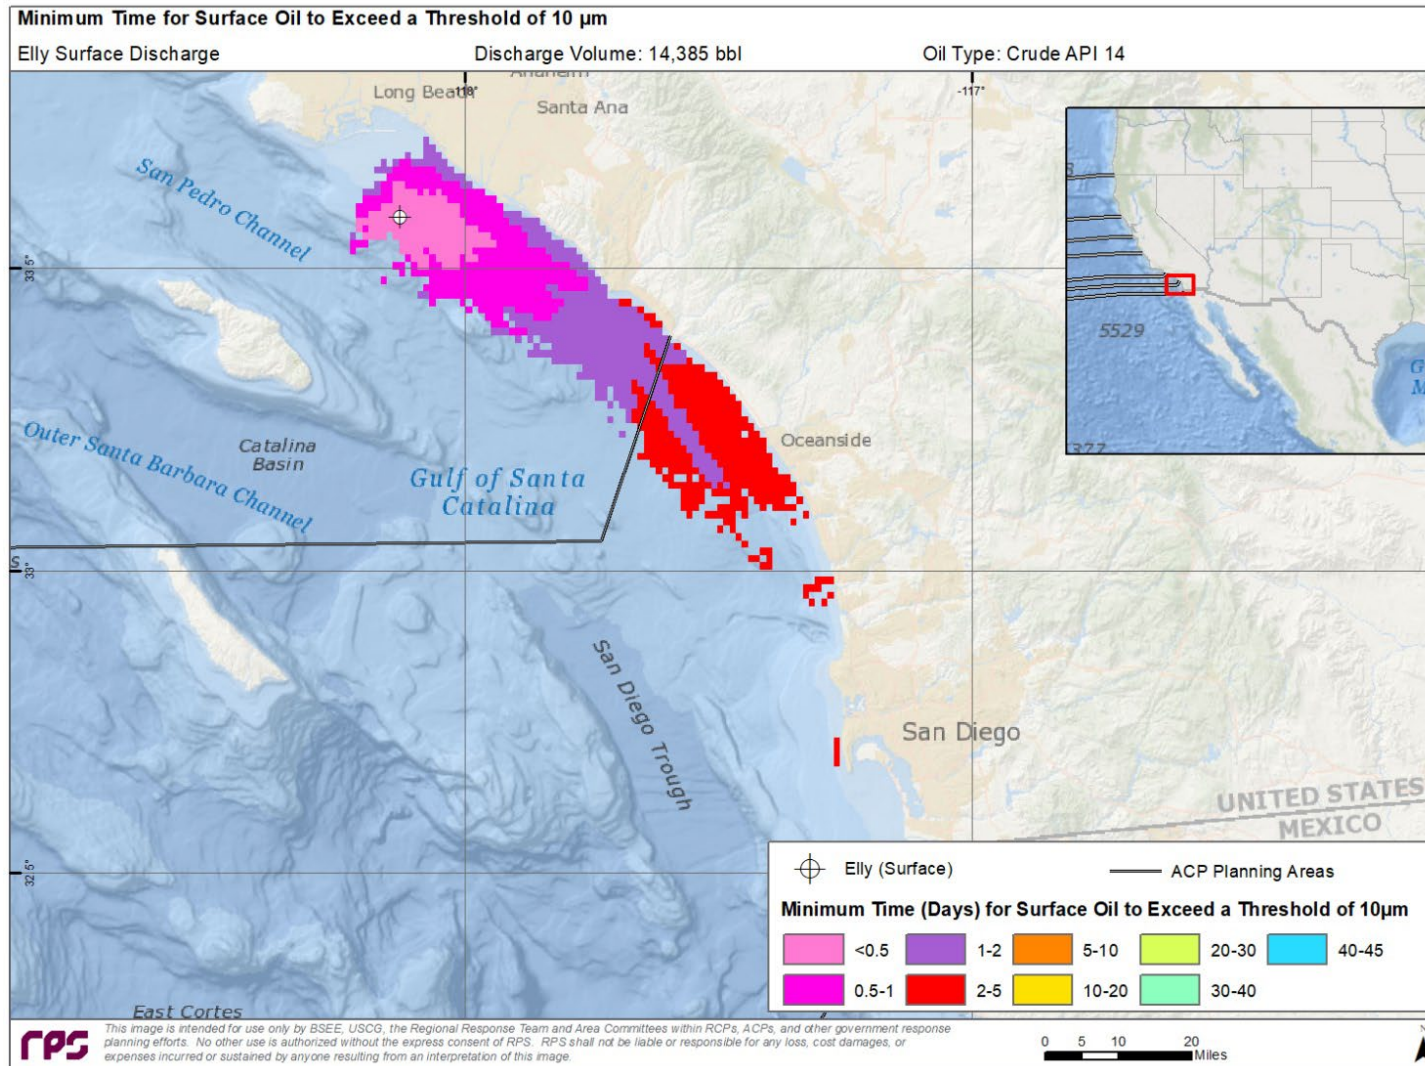 Minimum Time for Surface Oil to Exceed a Threshold of 10 µm
Elly Surface Discharge
Discharge Volume: 14,385 bbl
Oil Type: Crude API 14
Anaheim
Long Beach
-117°
Santa Ana
San Pedro Channel
33.5°
5529
Oceanside
Outer Santa Barbara Channel
Catalina
Basin
Gulf of Santa
Catalina
33°
San Diego Trough
San Diego
UNITED STATES
MEXICO
32.5°
Elly (Surface)
ACP Planning Areas
Minimum Time (Days) for Surface Oil to Exceed a Threshold of 10µm
<0.5
1-2
5-10
20-30
40-45
0.5-1
2-5
10-20
30-40
East Cortes
rps
This image is intended for use only by BSEE, USCG, the Regional Response Team and Area Committees within RCPs, ACPs, and other government response
planning efforts. No other use is authorized without the express consent of RPS. RPS shall not be liable or responsible for any loss, cost damages, or
expenses incurred or sustained by anyone resulting from an interpretation of this image.
0 5 10 20
Miles